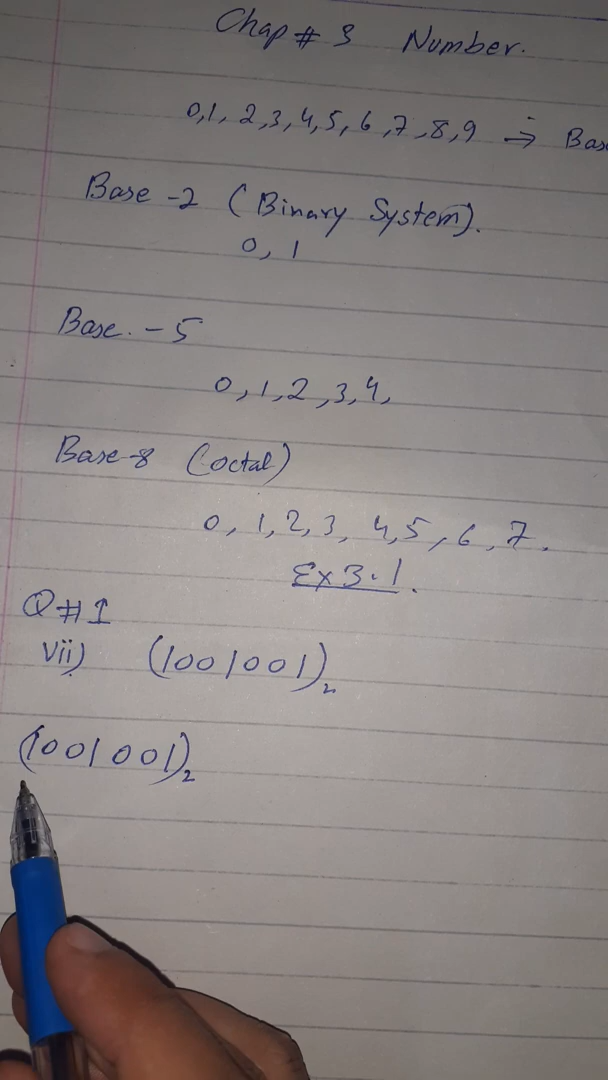 Chap # 3 Number.
0,1, 2,3, 4,5, 6,7,8,9 ⇒ Bas
Base -2 (Binary System).
0, 1
Base. - 5
0,1,2,3,4,
Base-8 (octal)
0, 1,2,3, 4,5, 6,7.
Ex 3.1.
Q#1
vii) (100 1001)₂
(1001001)₂